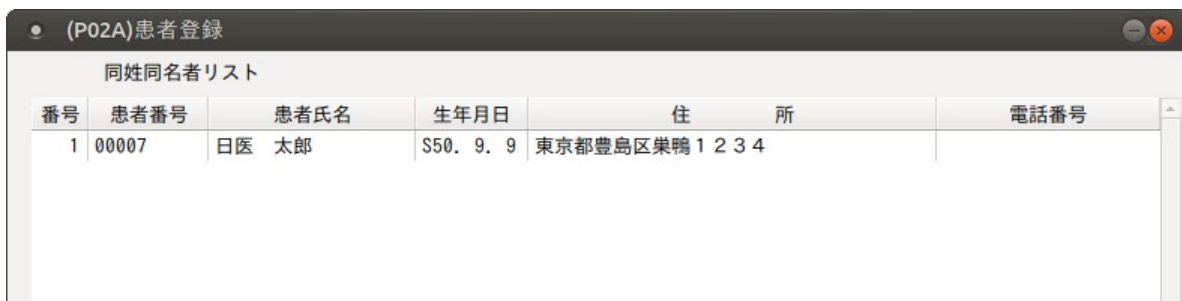 (P02A)患者登録
同姓同名者リスト
番号 患者番号 患者氏名 生年月日 住　　　所 電話番号
1 00007 日医　太郎 S50. 9. 9 東京都豊島区巣鴨１２３４